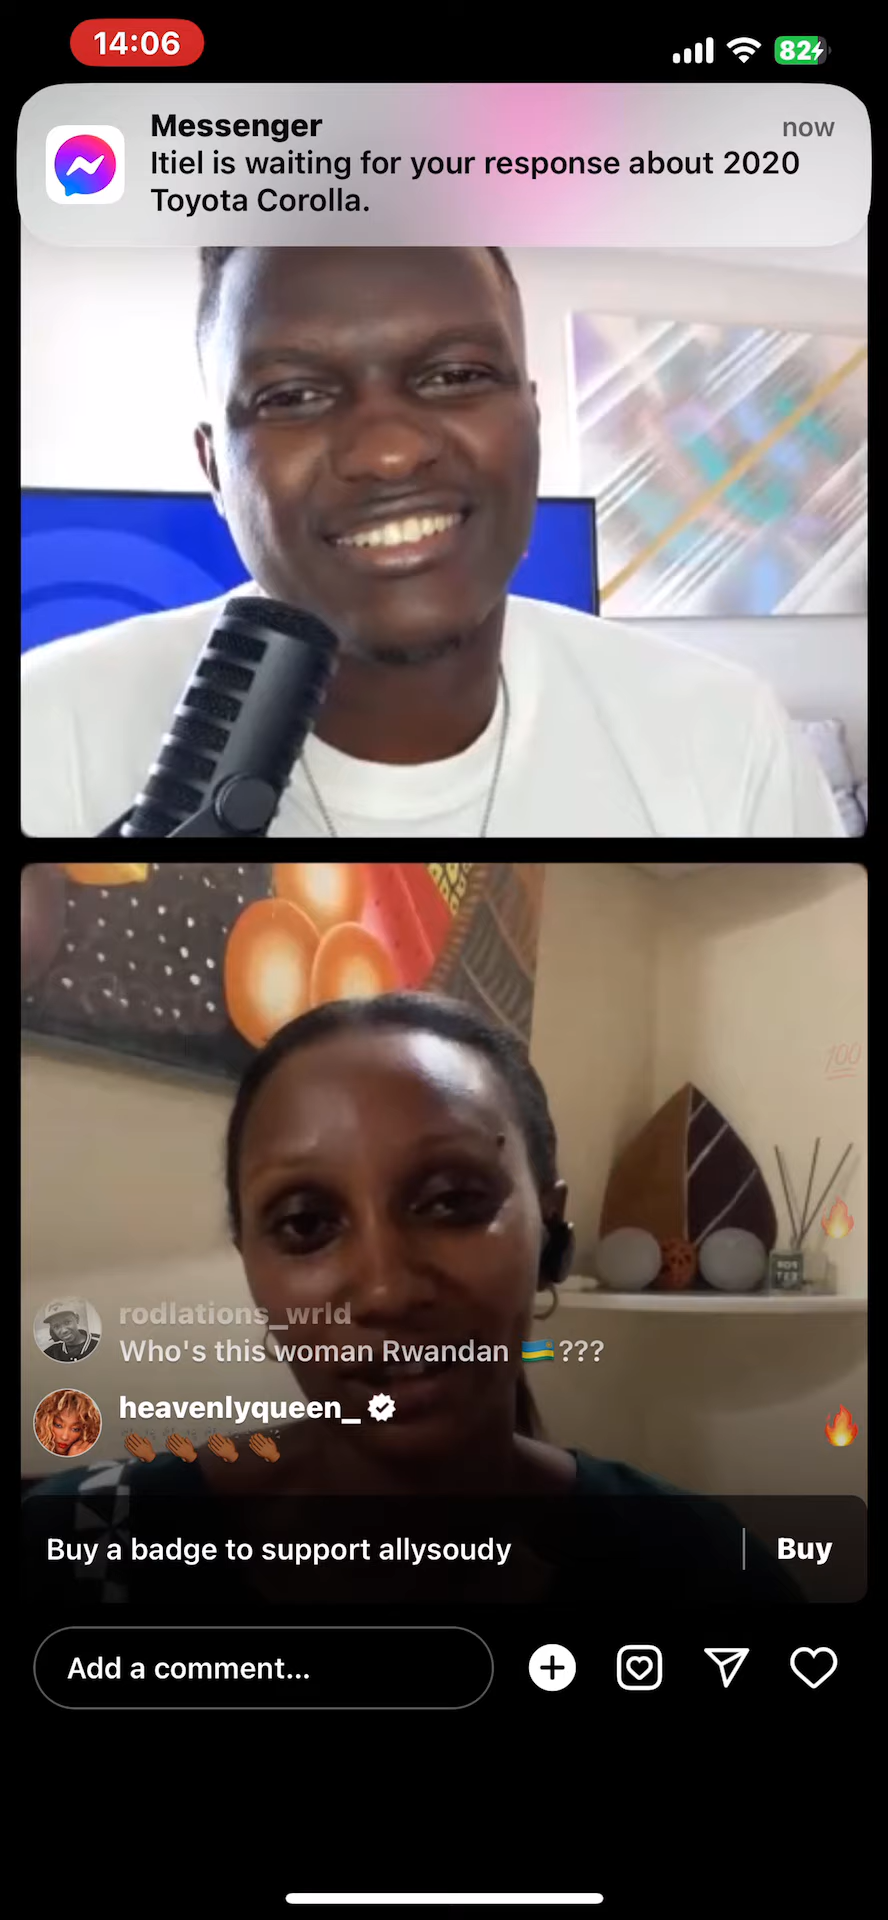 14:06
82
Messenger
now
Itiel is waiting for your response about 2020
Toyota Corolla.
100
rodlations_wrld
Who's this woman Rwandan 🇷🇼???
heavenlyqueen_
👏🏾👏🏾👏🏾👏🏾
Buy a badge to support allysoudy
Buy
Add a comment...